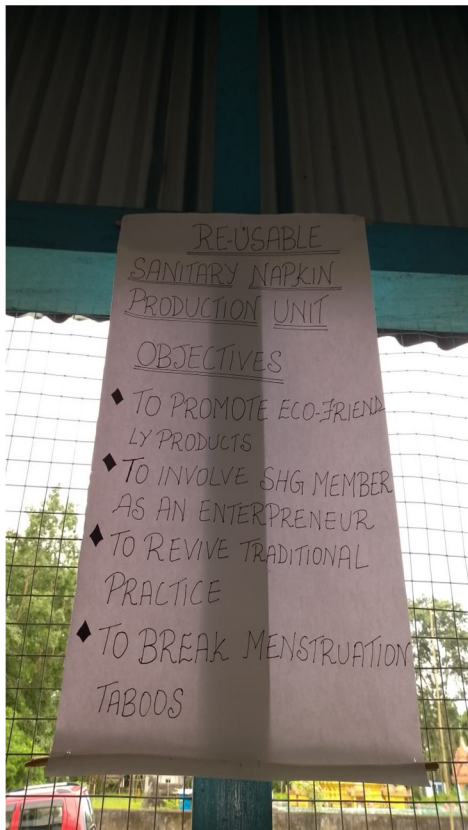 RE-USABLE
SANITARY NAPKIN
PRODUCTION UNIT
OBJECTIVES
♦ TO PROMOTE ECO-FRIEND
LY PRODUCTS
♦ TO INVOLVE SHG MEMBER
AS AN ENTERPRENEUR
♦ TO REVIVE TRADITIONAL
PRACTICE
♦ TO BREAK MENSTRUATION
TABOOS